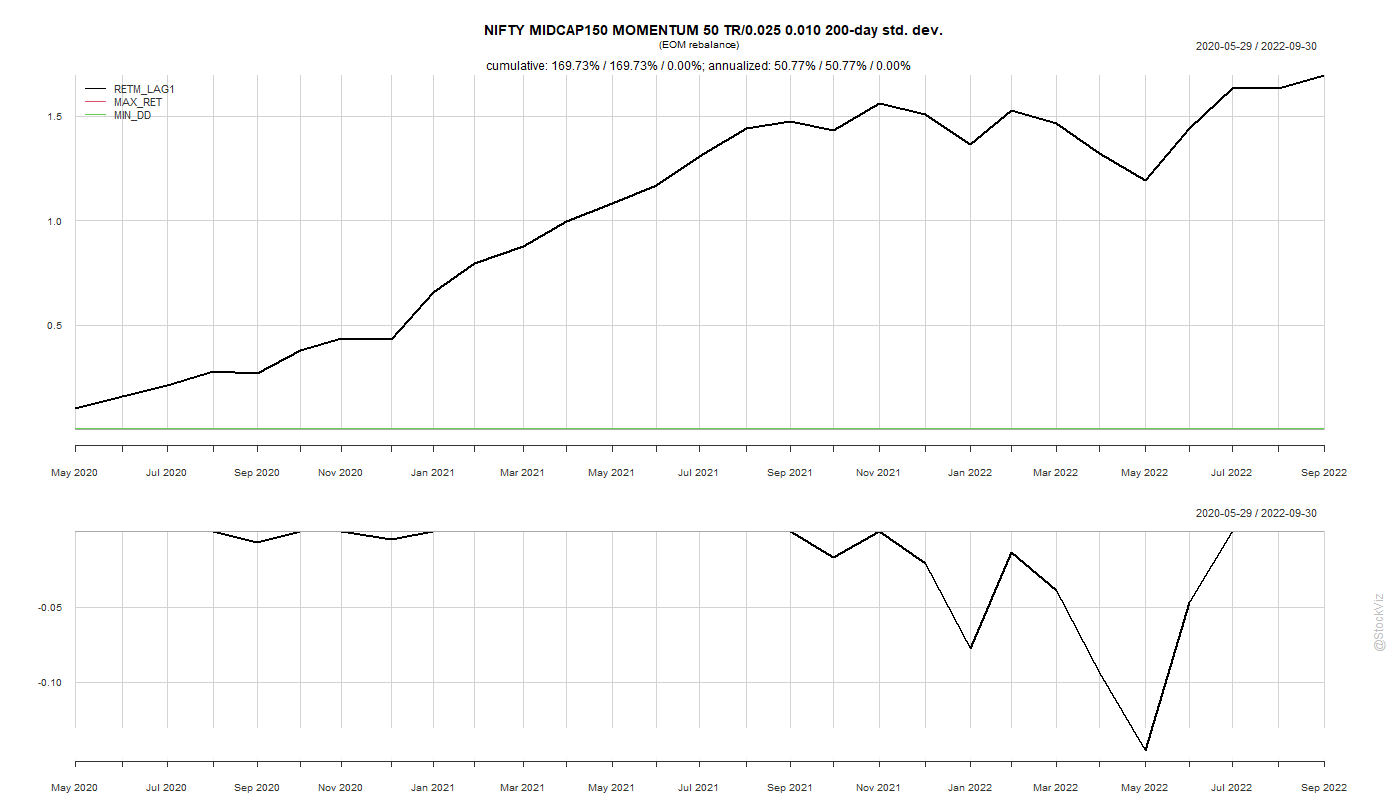 NIFTY MIDCAP150 MOMENTUM 50 TR/0.025 0.010 200-day std. dev.
(EOM rebalance)
2020-05-29 / 2022-09-30
cumulative: 169.73% / 169.73% / 0.00%; annualized: 50.77% / 50.77% / 0.00%
RETM_LAG1
MAX_RET
MIN_DD
1.5
1.0
0.5
May 2020 Jul 2020 Sep 2020 Nov 2020 Jan 2021 Mar 2021 May 2021 Jul 2021 Sep 2021 Nov 2021 Jan 2022 Mar 2022 May 2022 Jul 2022 Sep 2022
2020-05-29 / 2022-09-30
-0.05
-0.10
May 2020 Jul 2020 Sep 2020 Nov 2020 Jan 2021 Mar 2021 May 2021 Jul 2021 Sep 2021 Nov 2021 Jan 2022 Mar 2022 May 2022 Jul 2022 Sep 2022
@StockViz